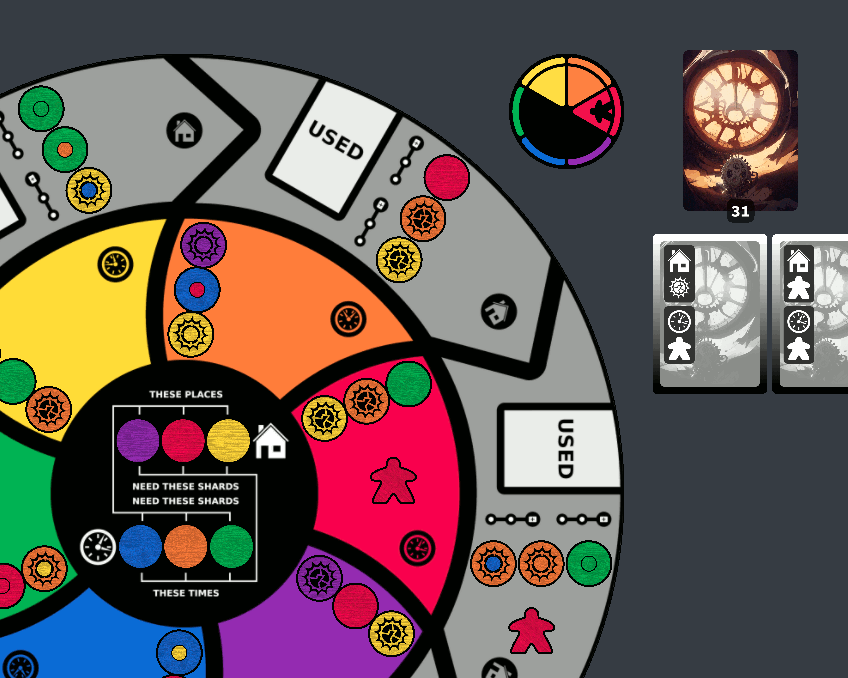 USED
31
THESE PLACES
NEED THESE SHARDS
NEED THESE SHARDS
THESE TIMES
USED